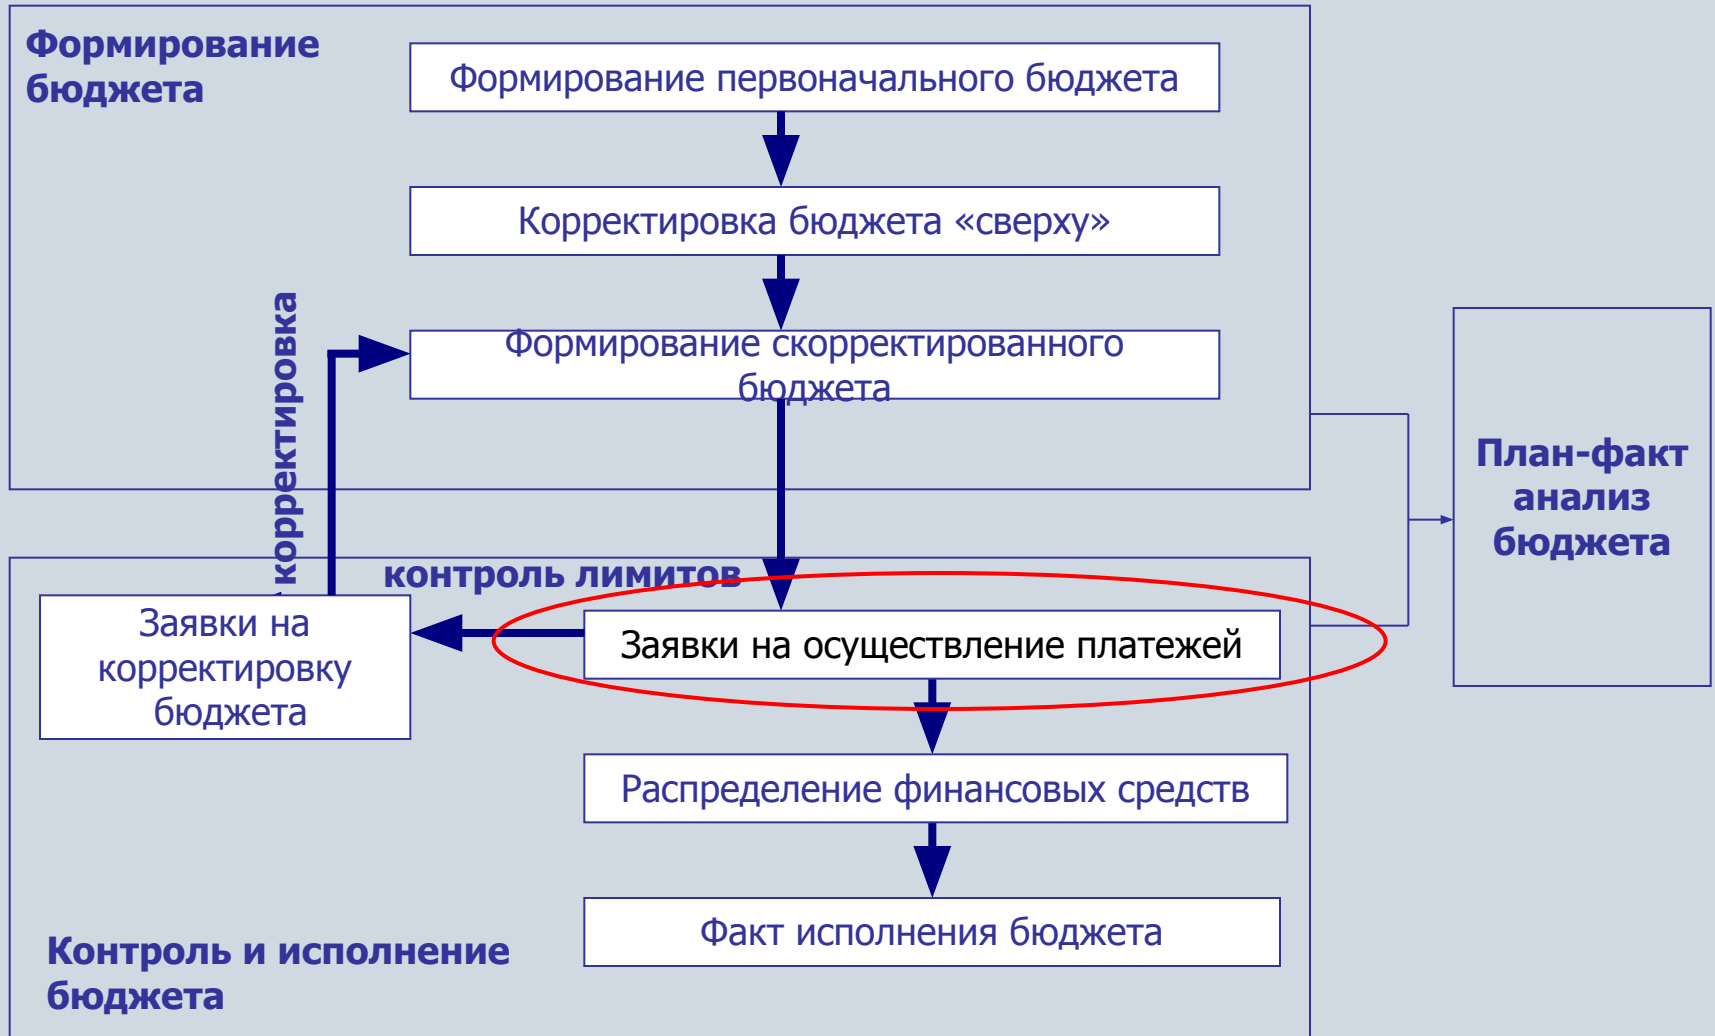 Формирование
бюджета
Формирование первоначального бюджета
Корректировка бюджета «сверху»
Формирование скорректированного
бюджета
корректировка
План-факт
анализ
бюджета
контроль лимитов
Заявки на
корректировку
бюджета
Заявки на осуществление платежей
Распределение финансовых средств
Факт исполнения бюджета
Контроль и исполнение
бюджета